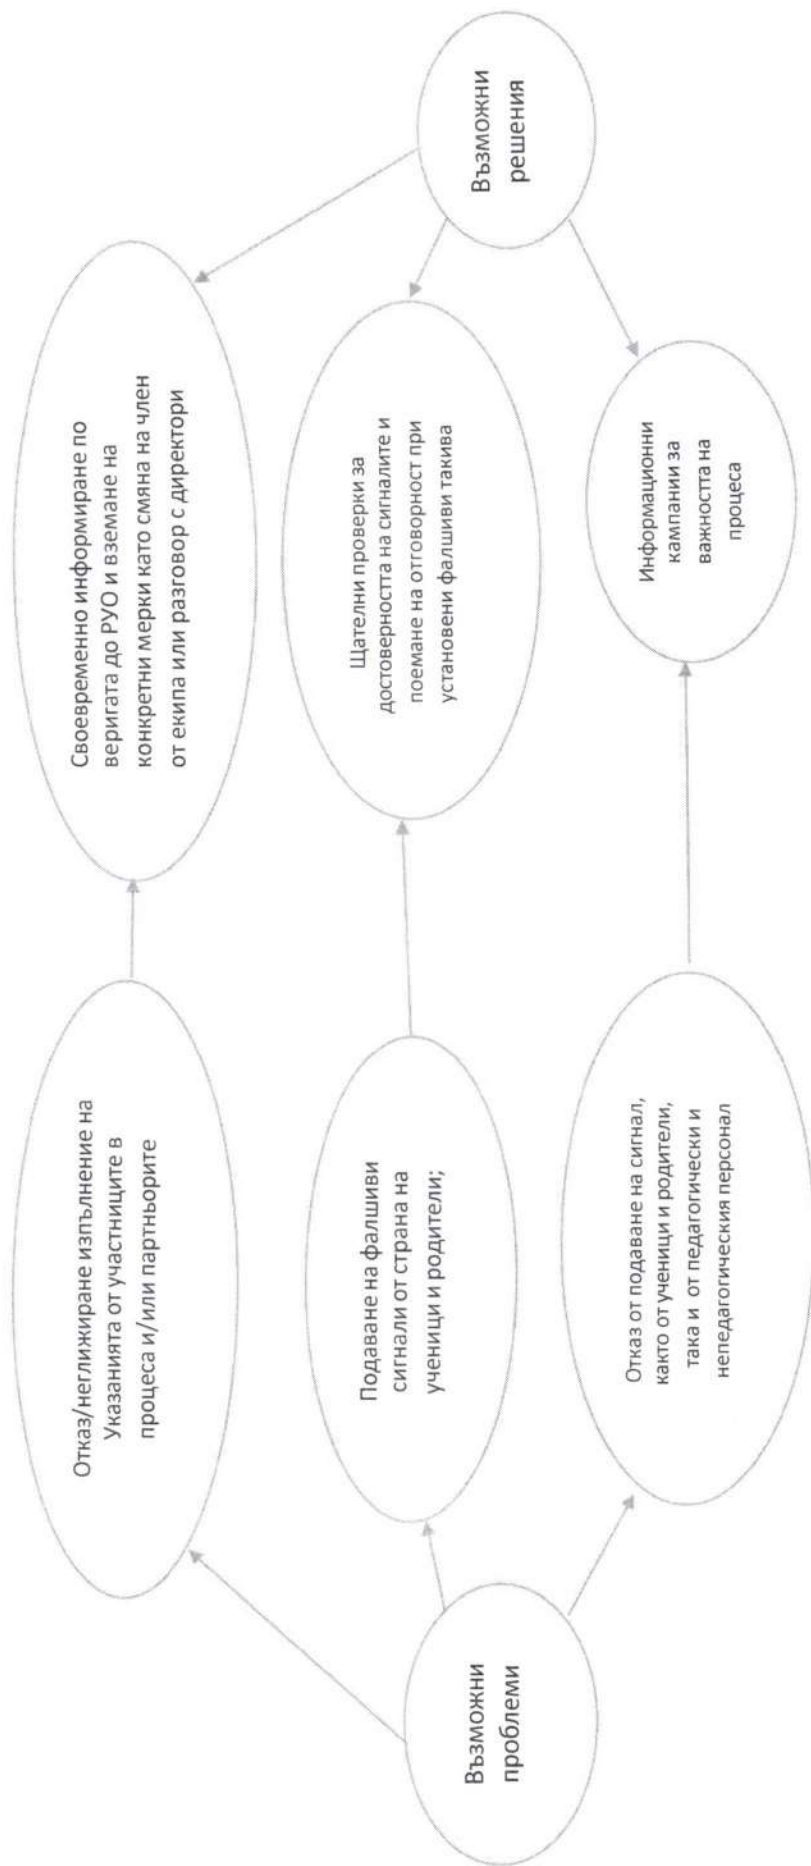 Възможни
проблеми
Отказ/неглижиране изпълнение на
Указанията от участниците в
процеса и/или партньорите
Подаване на фалшиви
сигнали от страна на
ученици и родители;
Отказ от подаване на сигнал,
както от ученици и родители,
така и от педагогически и
непедагогическия персонал
Своевременно информиране по
веригата до РУО и вземане на
конкретни мерки като смяна на член
от екипа или разговор с директори
Щателни проверки за
достоверността на сигналите и
поемане на отговорност при
установени фалшиви такива
Информационни
кампании за
важността на
процеса
Възможни
решения